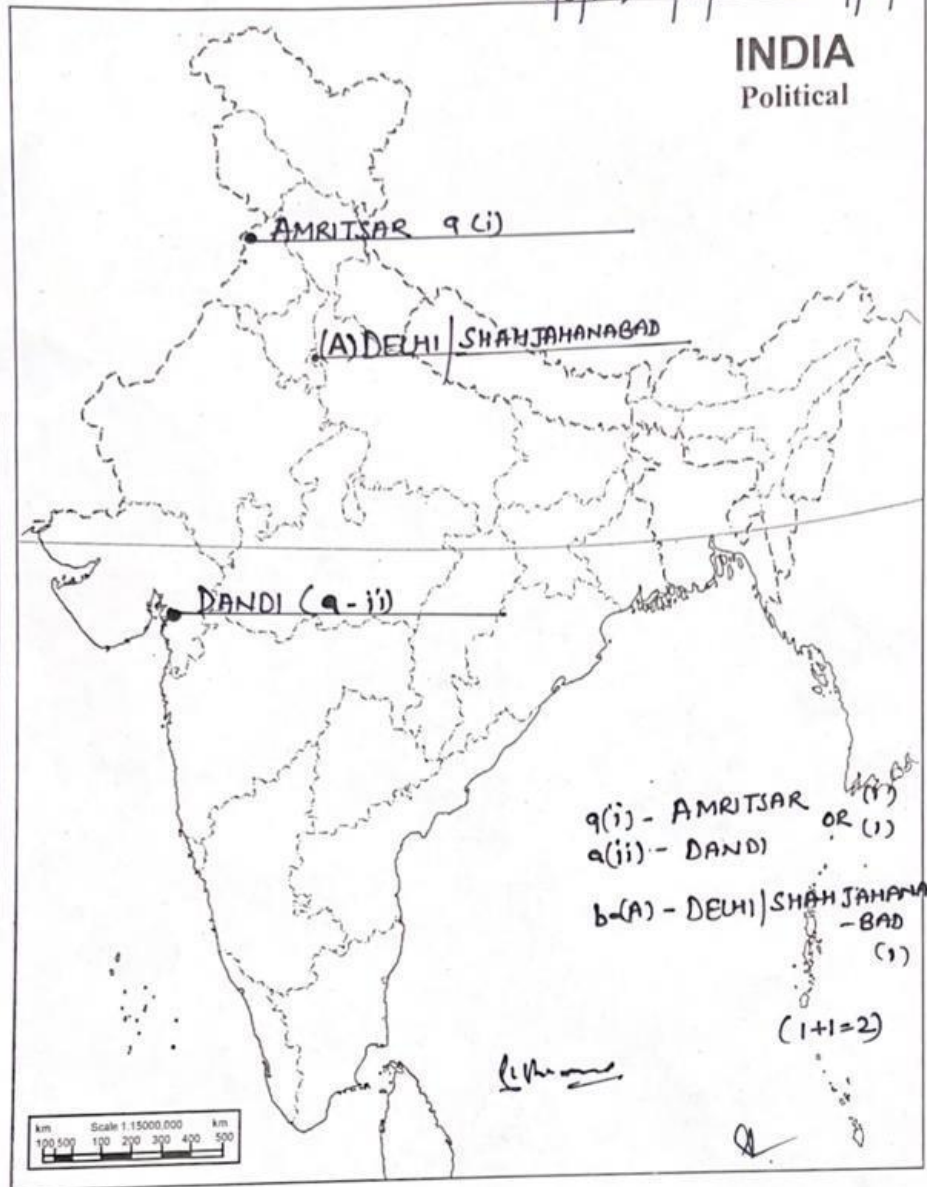 INDIA
Political
AMRITSAR a(i)
(A) DELHI | SHAHJAHANABAD
DANDI (a-ii)
a(i) - AMRITSAR (1)
OR (1)
a(ii) - DANDI
b(A) - DELHI | SHAHJAHANA
-BAD
(1)
(1+1=2)
km Scale 1:15000,000 km
100 500 100 200 300 400 500